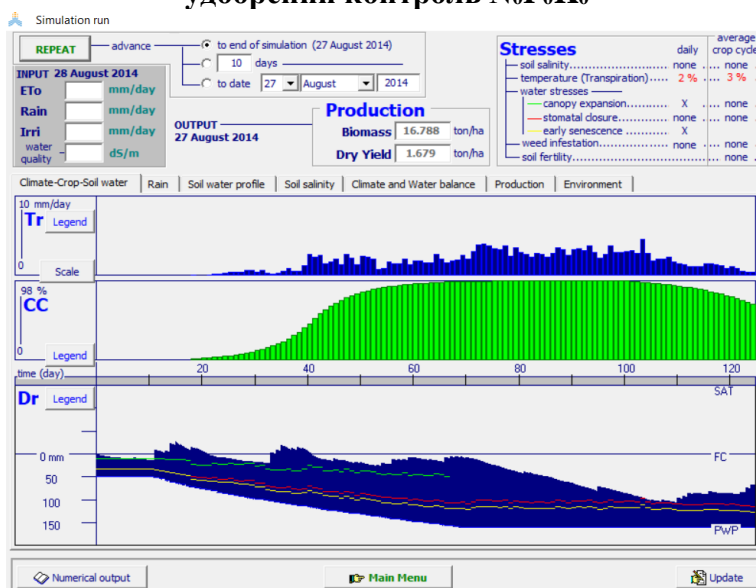 удобрений контроль N₀P₀K₀
Simulation run
REPEAT advance to end of simulation (27 August 2014)
10 days
to date 27 August 2014
INPUT 28 August 2014
ETo mm/day
Rain mm/day
Irri mm/day
water quality dS/m
OUTPUT
27 August 2014
Production
Biomass 16.788 ton/ha
Dry Yield 1.679 ton/ha
Stresses daily average crop cycle
soil salinity.................... none .... none
temperature (Transpiration)..... 2 % .... 3 %
water stresses
canopy expansion............ X .... none
stomatal closure............. none .... none
early senescence ........... X
weed infestation............... none .... none
soil fertility.................... none
Climate-Crop-Soil water Rain Soil water profile Soil salinity Climate and Water balance Production Environment
10 mm/day
Tr Legend
0 Scale
98 %
CC
0 Legend
time (day) 20 40 60 80 100 120
Dr Legend SAT
0 mm FC
50
100
150 PWP
Numerical output Main Menu Update